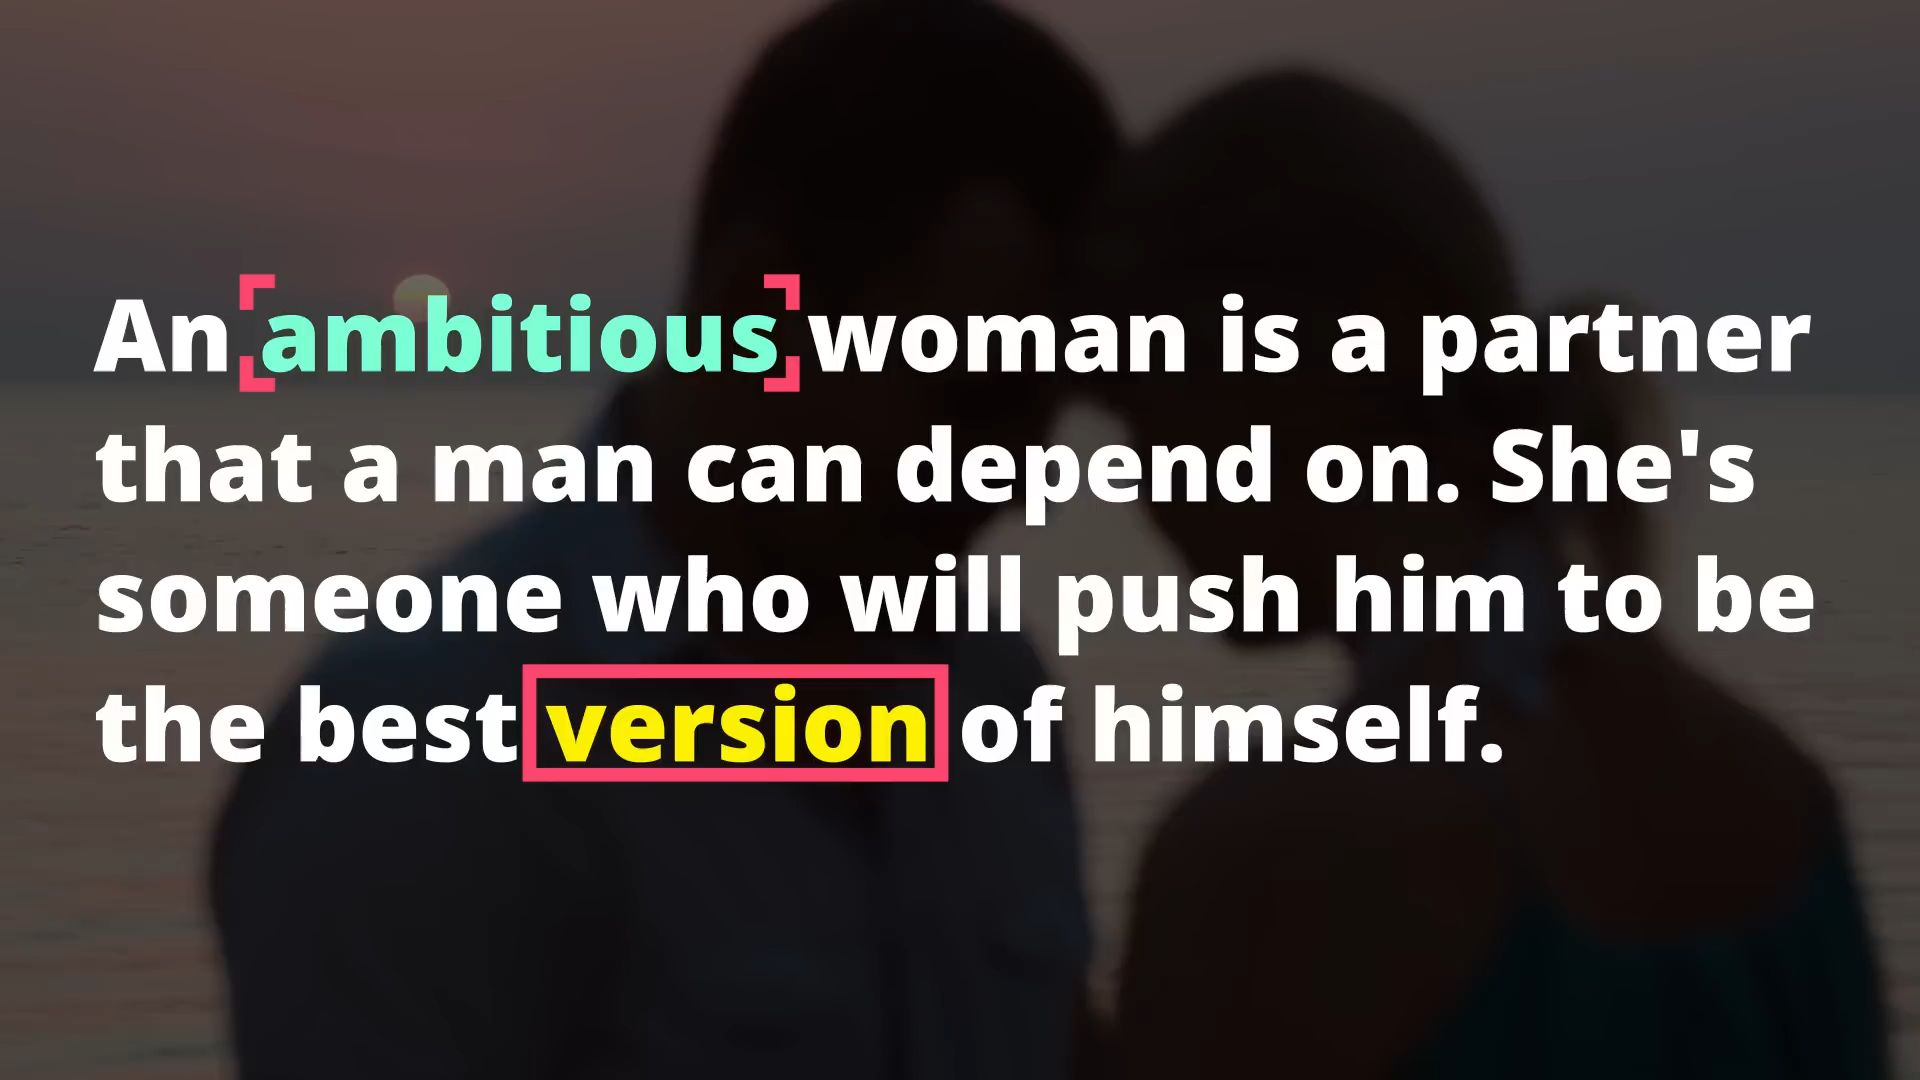 An ambitious woman is a partner
that a man can depend on. She's
someone who will push him to be
the best version of himself.